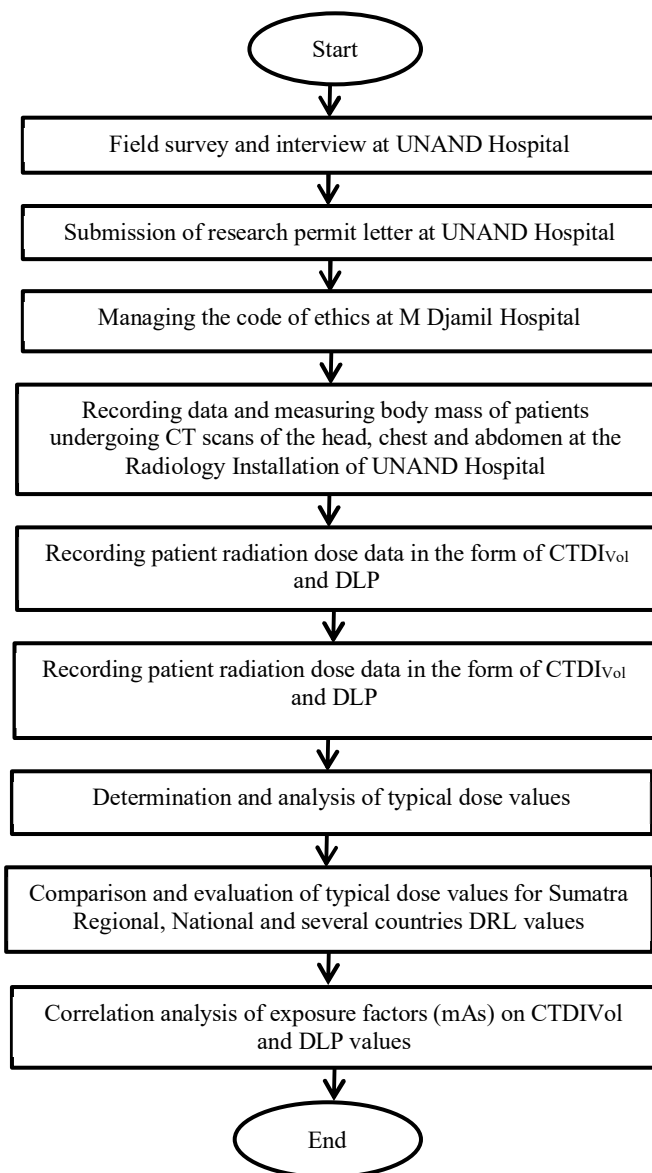 Start
Field survey and interview at UNAND Hospital
Submission of research permit letter at UNAND Hospital
Managing the code of ethics at M Djamil Hospital
Recording data and measuring body mass of patients
undergoing CT scans of the head, chest and abdomen at the
Radiology Installation of UNAND Hospital
Recording patient radiation dose data in the form of CTDIVol
and DLP
Recording patient radiation dose data in the form of CTDIVol
and DLP
Determination and analysis of typical dose values
Comparison and evaluation of typical dose values for Sumatra
Regional, National and several countries DRL values
Correlation analysis of exposure factors (mAs) on CTDIVol
and DLP values
End